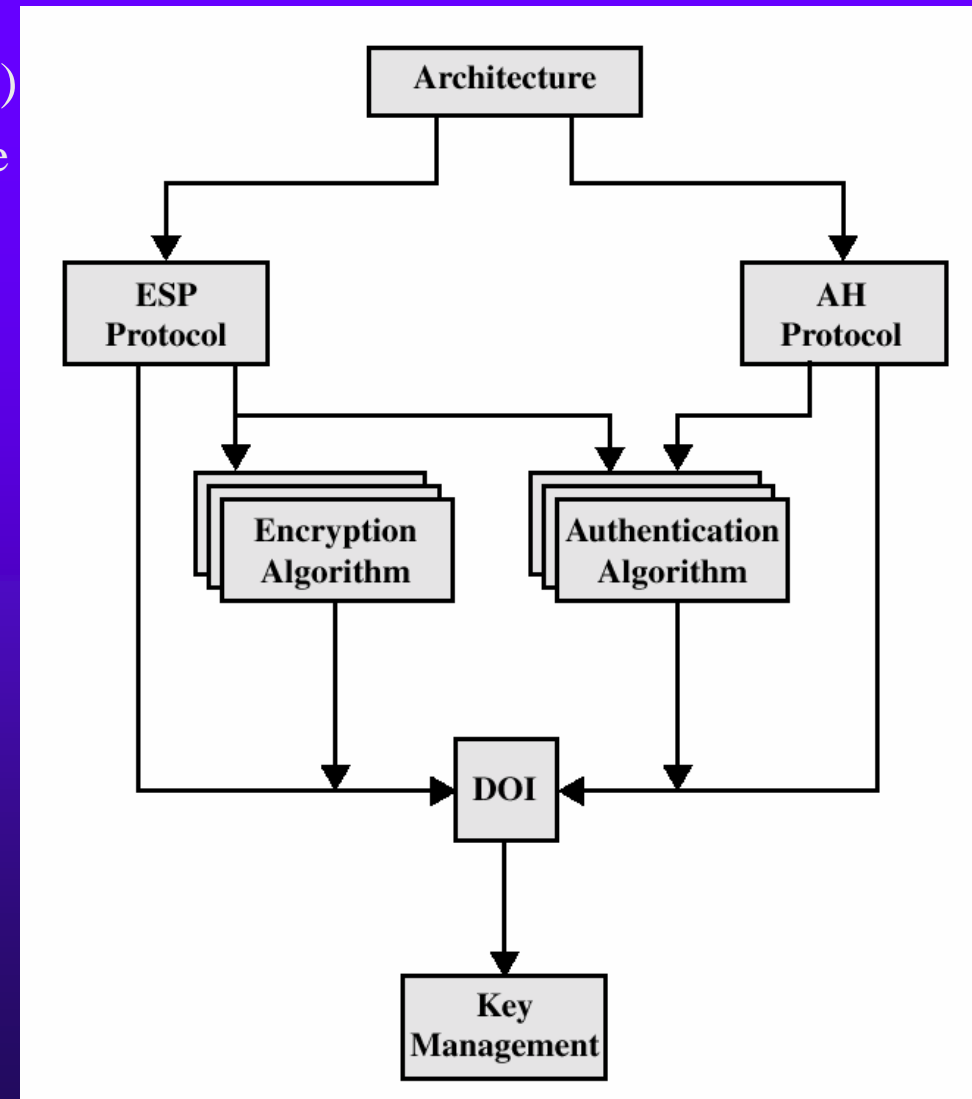 )
e
Architecture
ESP
Protocol
AH
Protocol
Encryption
Algorithm
Authentication
Algorithm
DOI
Key
Management